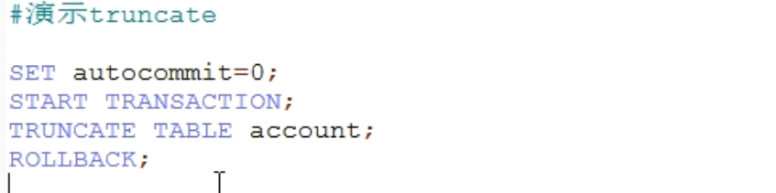 #演示truncate
SET autocommit=0;
START TRANSACTION;
TRUNCATE TABLE account;
ROLLBACK;